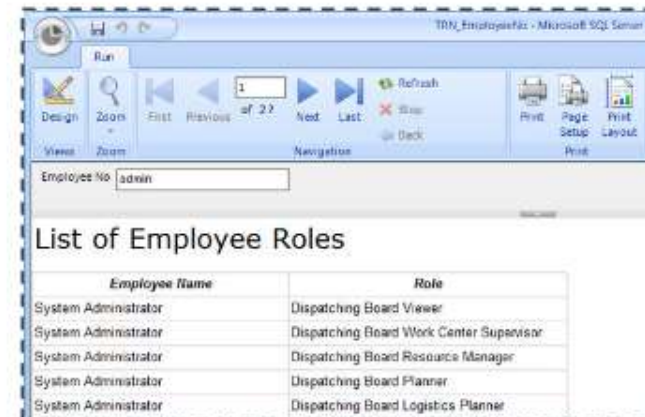 TRN_EmployeeNo - Microsoft SQL Server
Run
Design
Zoom
First
Previous
1
of 2?
Next
Last
Refresh
Stop
Back
Print
Page Setup
Print Layout
Views
Zoom
Navigation
Print
Employee No admin
List of Employee Roles
Employee Name Role
System Administrator Dispatching Board Viewer
System Administrator Dispatching Board Work Center Supervisor
System Administrator Dispatching Board Resource Manager
System Administrator Dispatching Board Planner
System Administrator Dispatching Board Logistics Planner